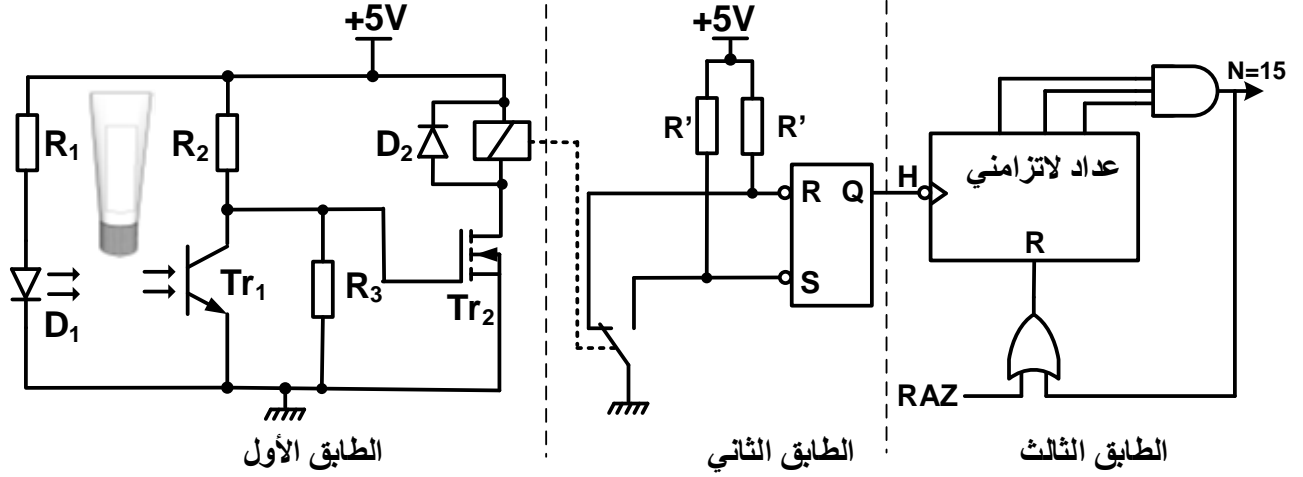 +5V
R1
R2
D2
D1
Tr1
R3
Tr2
الطابق الأول
+5V
R’
R’
R
Q
S
الطابق الثاني
N=15
H
عداد لاتزامني
R
RAZ
الطابق الثالث